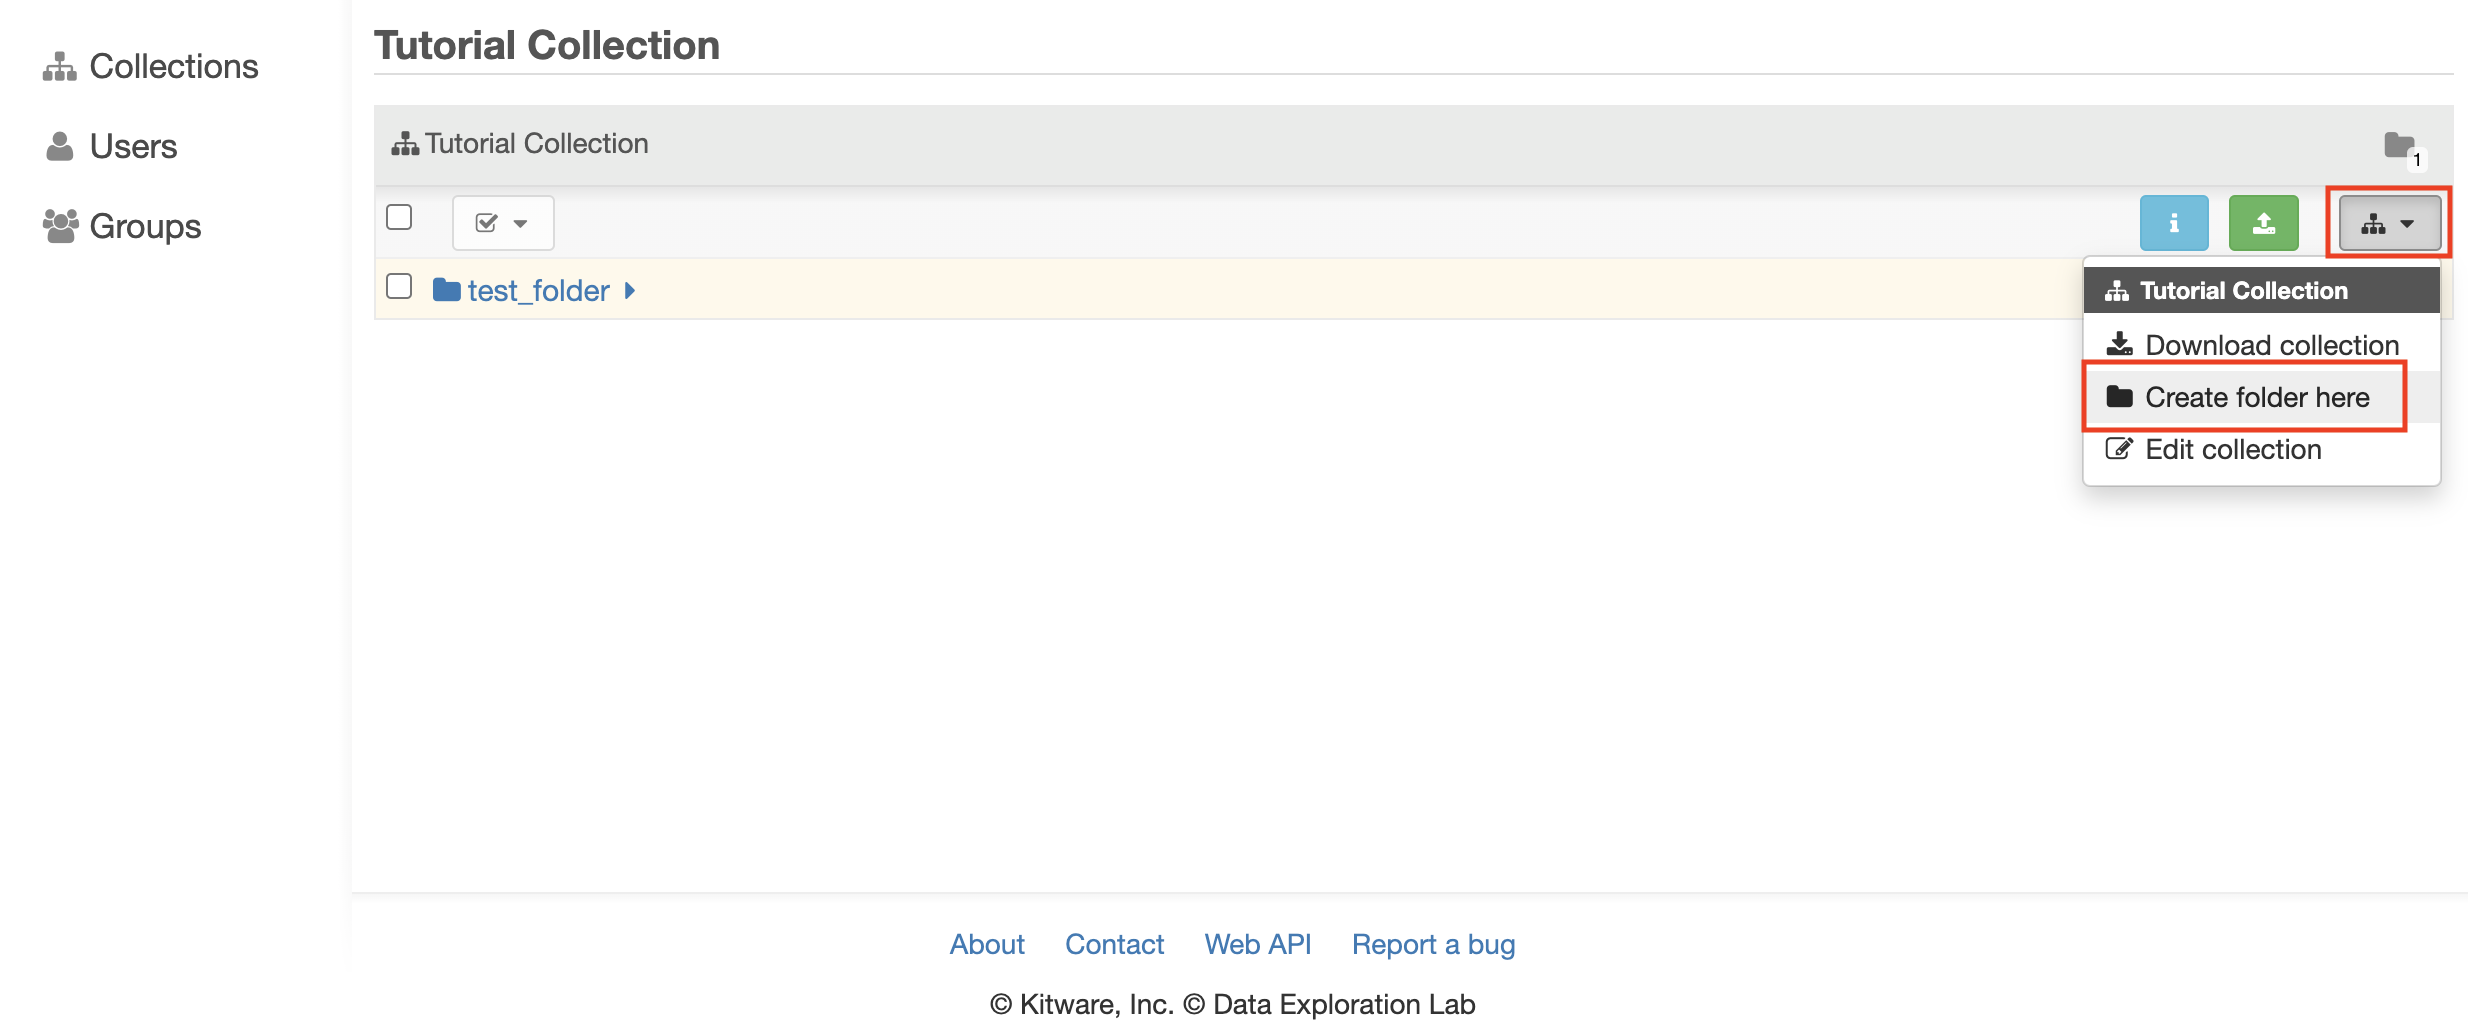 Collections
Users
Groups
Tutorial Collection
Tutorial Collection
1
test_folder
Tutorial Collection
Download collection
Create folder here
Edit collection
About Contact Web API Report a bug
© Kitware, Inc. © Data Exploration Lab